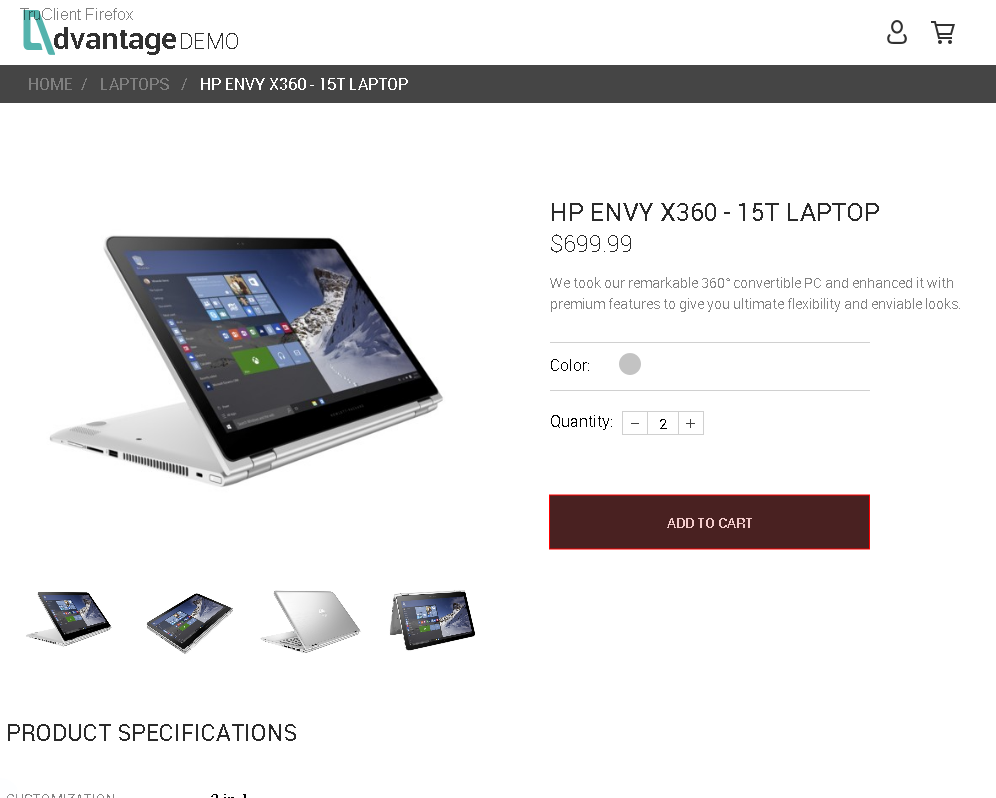 TruClient Firefox
dvantage DEMO
HOME / LAPTOPS / HP ENVY X360 - 15T LAPTOP
HP ENVY X360 - 15T LAPTOP
$699.99
We took our remarkable 360° convertible PC and enhanced it with
premium features to give you ultimate flexibility and enviable looks.
Color:
Quantity: − 2 +
ADD TO CART
PRODUCT SPECIFICATIONS
CUSTOMIZATION